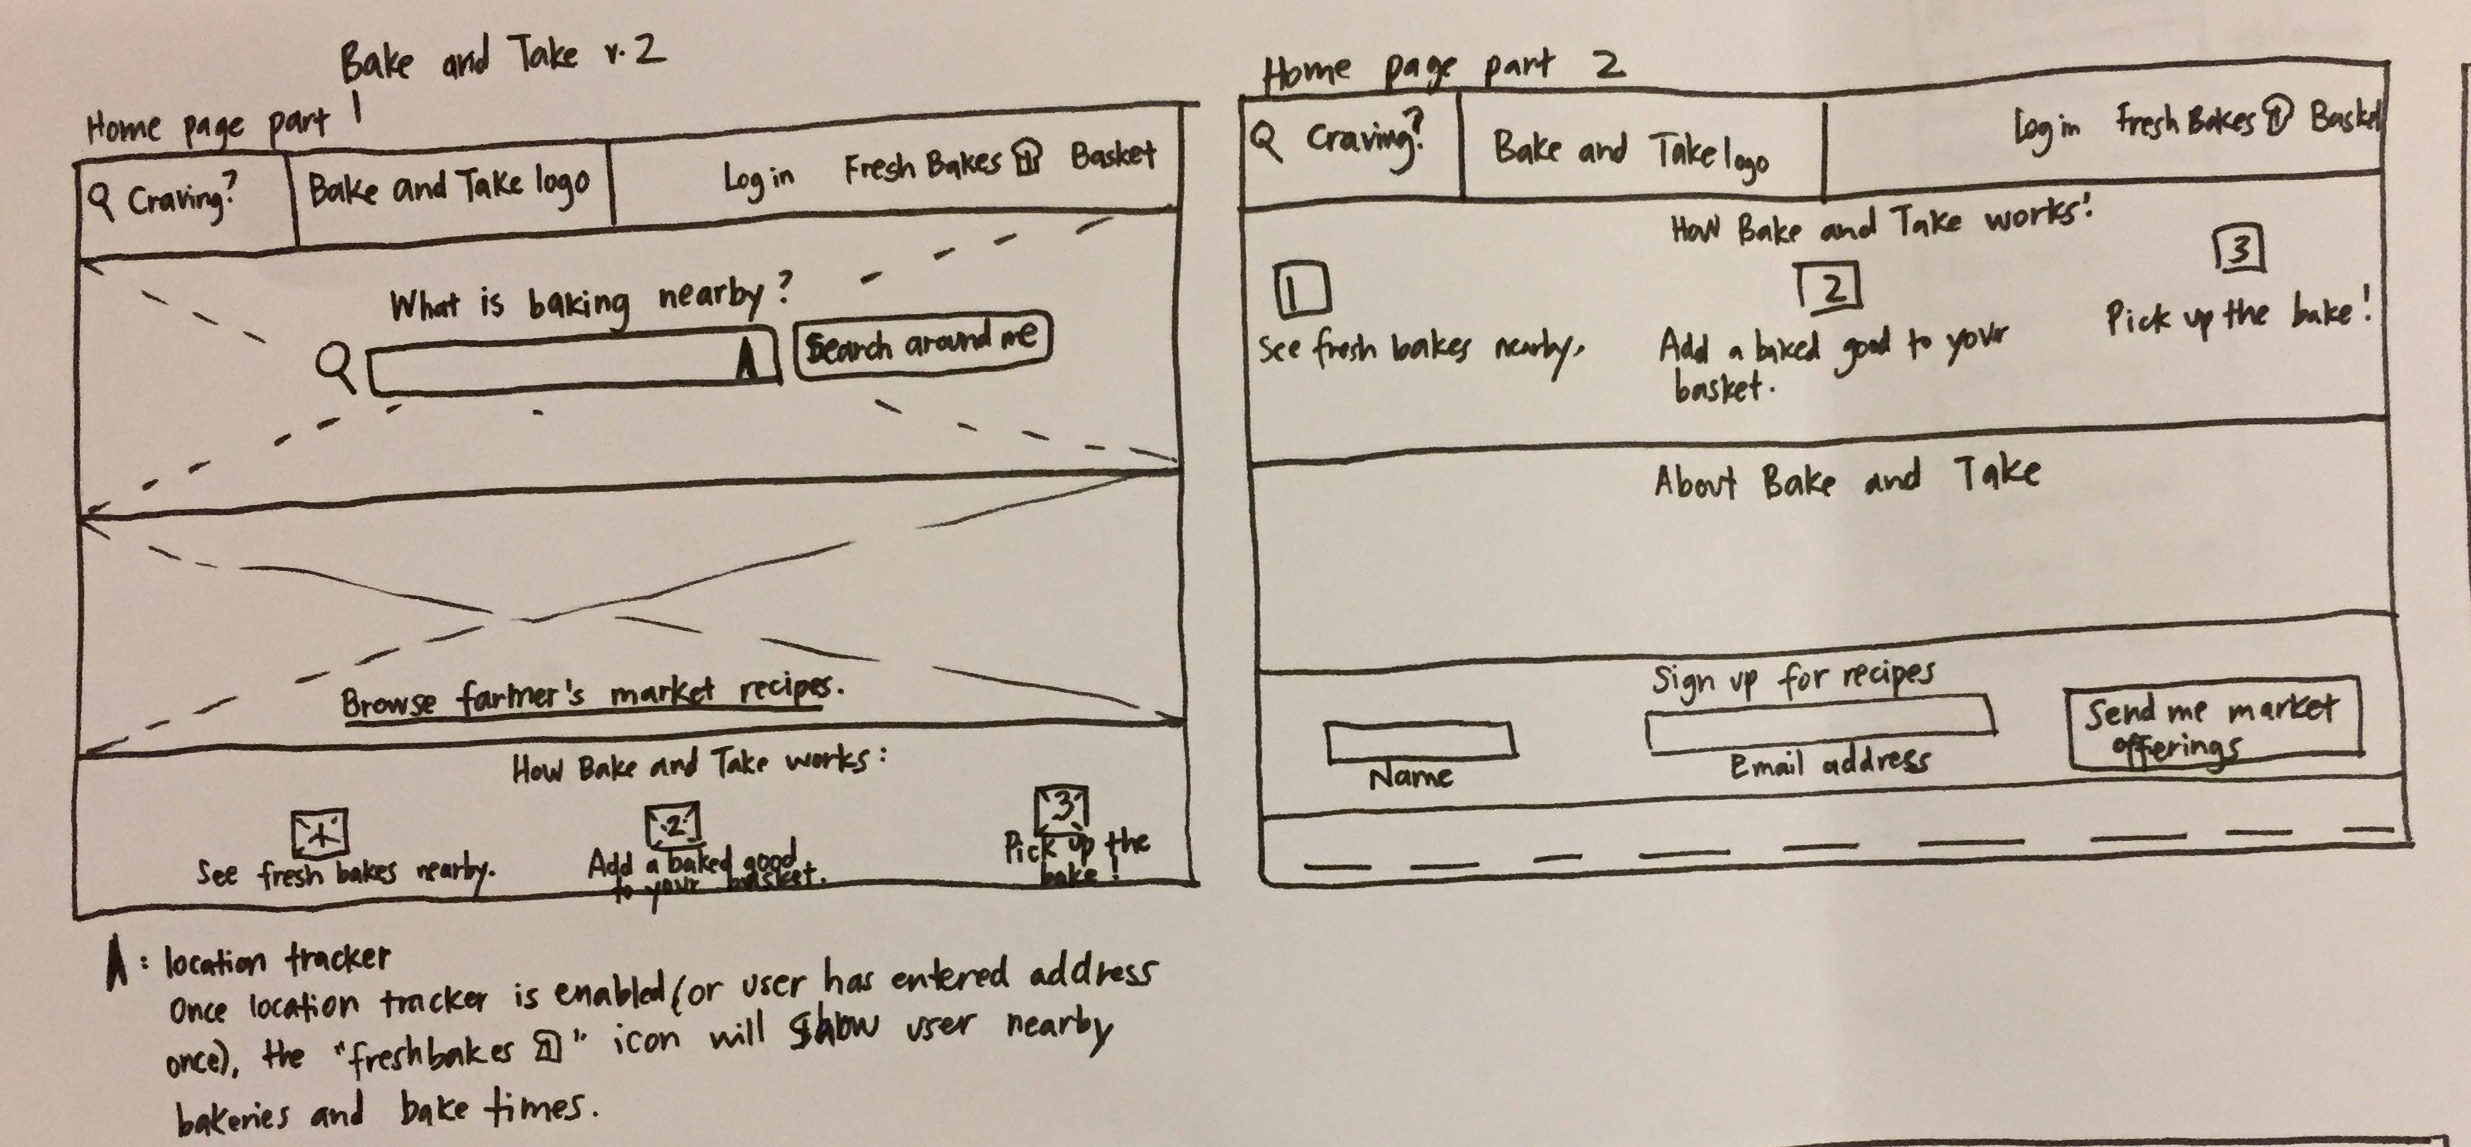 Bake and Take v.2
Home page part 1
Craving?
Bake and Take logo
Log in
Fresh Bakes
Basket
What is baking nearby?
Search around me
Browse farmer's market recipes.
How Bake and Take works:
1
See fresh bakes nearby.
2
Add a baked good
to your basket.
3
Pick up the
bake!
: location tracker
Once location tracker is enabled (or user has entered address
once), the "freshbakes 1" icon will show user nearby
bakeries and bake times.
Home page part 2
Craving?
Bake and Take logo
Log in
Fresh Bakes 1
Basket
How Bake and Take works!
1
See fresh bakes nearby.
2
Add a baked good to your
basket.
3
Pick up the bake!
About Bake and Take
Sign up for recipes
Name
Email address
Send me market
offerings